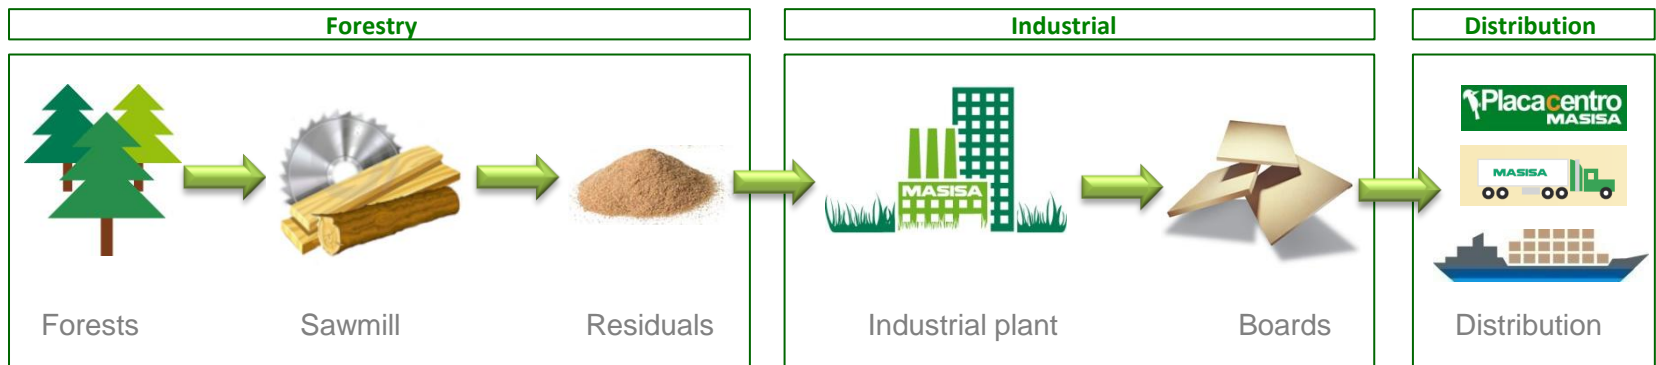 Forestry
Industrial
Distribution
Placacentro
MASISA
MASISA
MASISA
Forests
Sawmill
Residuals
Industrial plant
Boards
Distribution